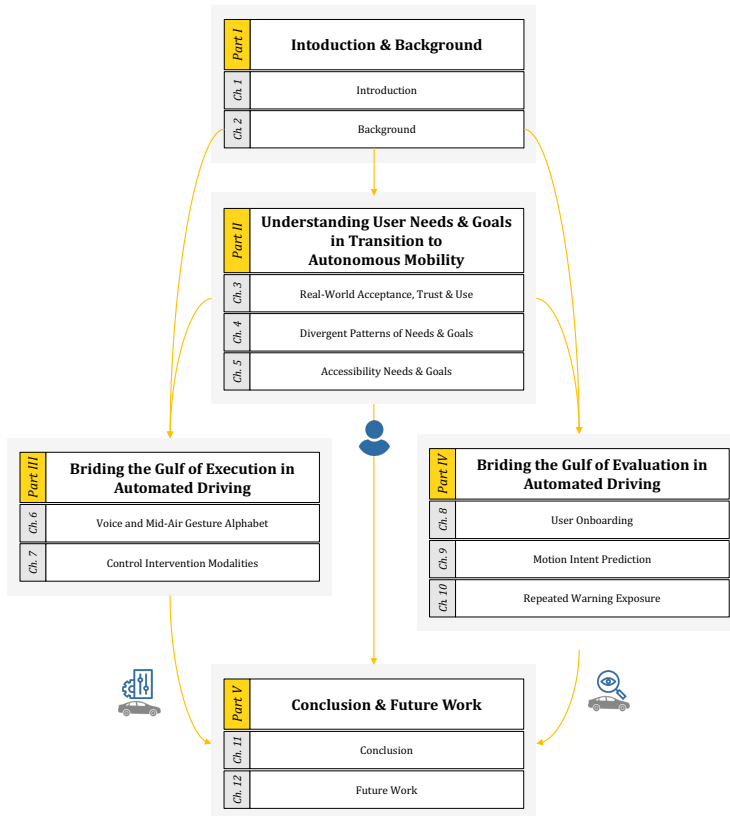 Part I
Intoduction & Background
Ch. 1
Introduction
Ch. 2
Background
Part II
Understanding User Needs & Goals
in Transition to
Autonomous Mobility
Ch. 3
Real-World Acceptance, Trust & Use
Ch. 4
Divergent Patterns of Needs & Goals
Ch. 5
Accessibility Needs & Goals
Part III
Briding the Gulf of Execution in
Automated Driving
Ch. 6
Voice and Mid-Air Gesture Alphabet
Ch. 7
Control Intervention Modalities
Part IV
Briding the Gulf of Evaluation in
Automated Driving
Ch. 8
User Onboarding
Ch. 9
Motion Intent Prediction
Ch. 10
Repeated Warning Exposure
Part V
Conclusion & Future Work
Ch. 11
Conclusion
Ch. 12
Future Work